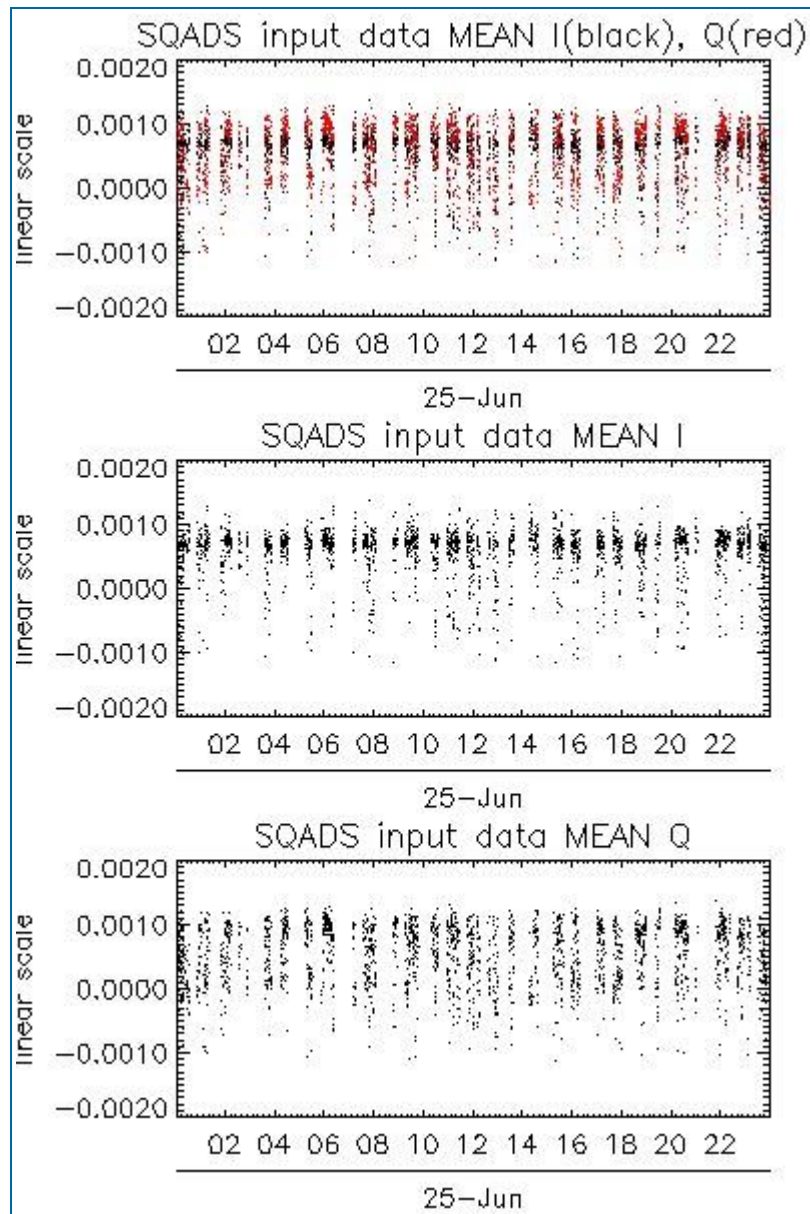 SQADS input data MEAN I(black), Q(red)
0.0020
0.0010
0.0000
−0.0010
−0.0020
linear scale
02 04 06 08 10 12 14 16 18 20 22
25−Jun
SQADS input data MEAN I
0.0020
0.0010
0.0000
−0.0010
−0.0020
linear scale
02 04 06 08 10 12 14 16 18 20 22
25−Jun
SQADS input data MEAN Q
0.0020
0.0010
0.0000
−0.0010
−0.0020
linear scale
02 04 06 08 10 12 14 16 18 20 22
25−Jun